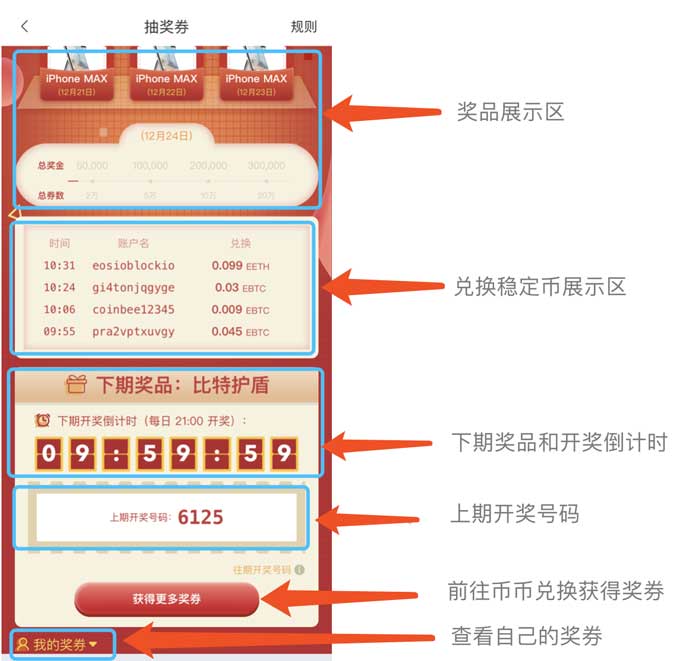 抽奖券
规则
iPhone MAX
iPhone MAX
iPhone MAX
(12月21日)
(12月22日)
(12月23日)
奖品展示区
(12月24日)
总奖金 50,000 100,000 200,000 300,000
总券数 2万 5万 10万 20万
时间 账户名 兑换
10:31 eosioblockio 0.099 EETH
10:24 gi4tonjqgyge 0.03 EBTC
兑换稳定币展示区
10:06 coinbee12345 0.009 EBTC
09:55 pra2vptxuvgy 0.045 EBTC
下期奖品：比特护盾
下期开奖倒计时（每日 21:00 开奖）：
09:59:59
下期奖品和开奖倒计时
上期开奖号码：6125
上期开奖号码
往期开奖号码
获得更多奖券
前往币币兑换获得奖券
我的奖券
查看自己的奖券